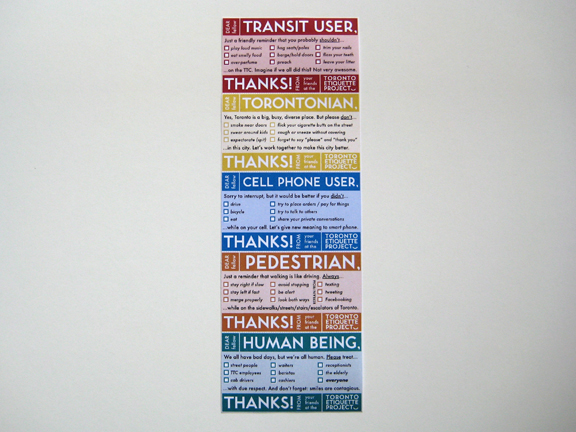 DEAR fellow TRANSIT USER,
Just a friendly reminder that you probably shouldn't...
play loud music hog seats/poles trim your nails
eat smelly food barge/hold doors floss your teeth
overperfume preach leave your litter
...on the TTC. Imagine if we all did this? Not very awesome.
THANKS! FROM your friends at the TORONTO ETIQUETTE PROJECT
DEAR fellow TORONTONIAN,
Yes, Toronto is a big, busy, diverse place. But please don't...
smoke near doors flick your cigarette butts on the street
swear around kids cough or sneeze without covering
expectorate (spit) forget to say "please" and "thank you"
...in this city. Let's work together to make this city better.
THANKS! FROM your friends at the TORONTO ETIQUETTE PROJECT
DEAR fellow CELL PHONE USER,
Sorry to interrupt, but it would be better if you didn't...
drive try to place orders / pay for things
bicycle try to talk to others
eat share your private conversations
...while on your cell. Let's give new meaning to smart phone.
THANKS! FROM your friends at the TORONTO ETIQUETTE PROJECT
DEAR fellow PEDESTRIAN,
Just a reminder that walking is like driving. Always...
stay right if slow avoid stopping texting
stay left if fast be alert tweeting
merge properly look both ways Facebooking
...while on the sidewalks/streets/stairs/escalators of Toronto.
THANKS! FROM your friends at the TORONTO ETIQUETTE PROJECT
DEAR fellow HUMAN BEING,
We all have bad days, but we're all human. Please treat...
street people waiters receptionists
TTC employees baristas the elderly
cab drivers cashiers everyone
...with due respect. And don't forget: smiles are contagious.
THANKS! FROM your friends at the TORONTO ETIQUETTE PROJECT